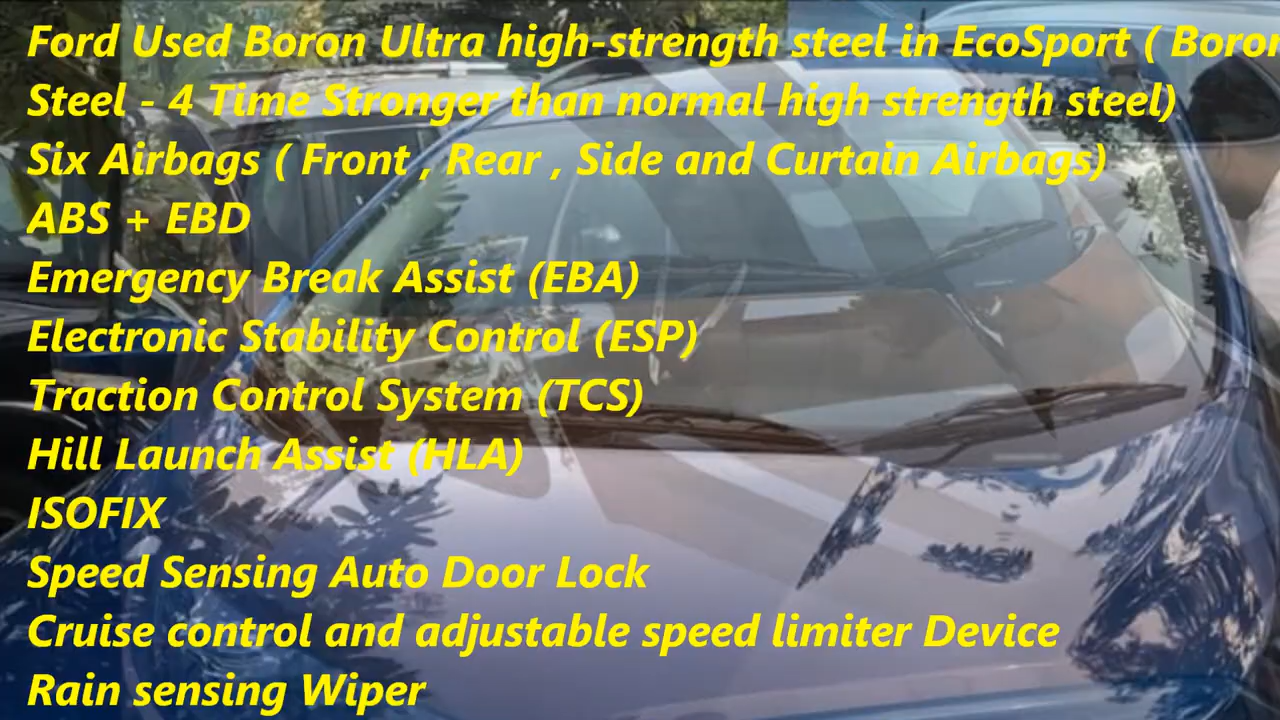 Ford Used Boron Ultra high-strength steel in EcoSport ( Boron
Steel - 4 Time Stronger than normal high strength steel)
Six Airbags ( Front , Rear , Side and Curtain Airbags)
ABS + EBD
Emergency Break Assist (EBA)
Electronic Stability Control (ESP)
Traction Control System (TCS)
Hill Launch Assist (HLA)
ISOFIX
Speed Sensing Auto Door Lock
Cruise control and adjustable speed limiter Device
Rain sensing Wiper